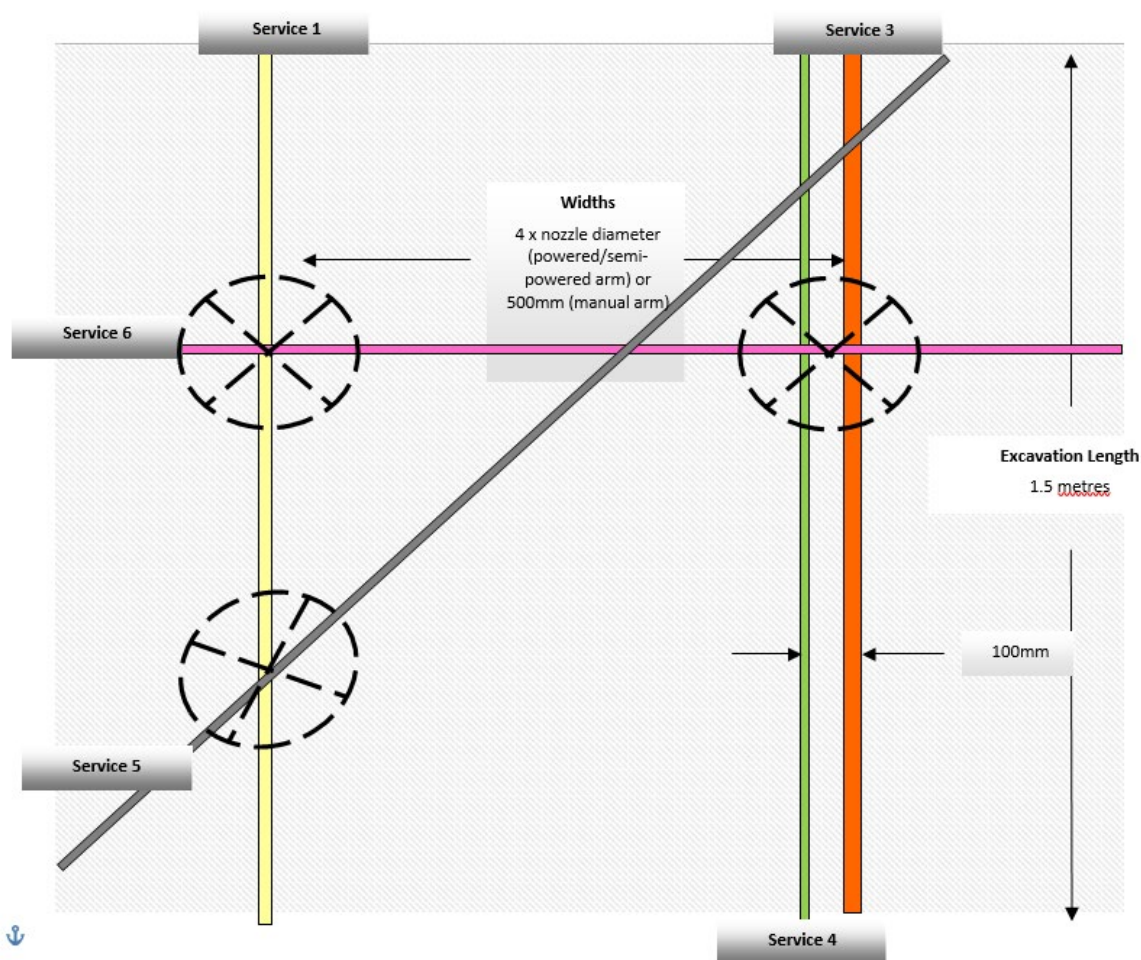 Service 1
Service 3
Widths
4 x nozzle diameter
(powered/semi-
powered arm) or
500mm (manual arm)
Service 6
Excavation Length
1.5 metres
100mm
Service 5
Service 4